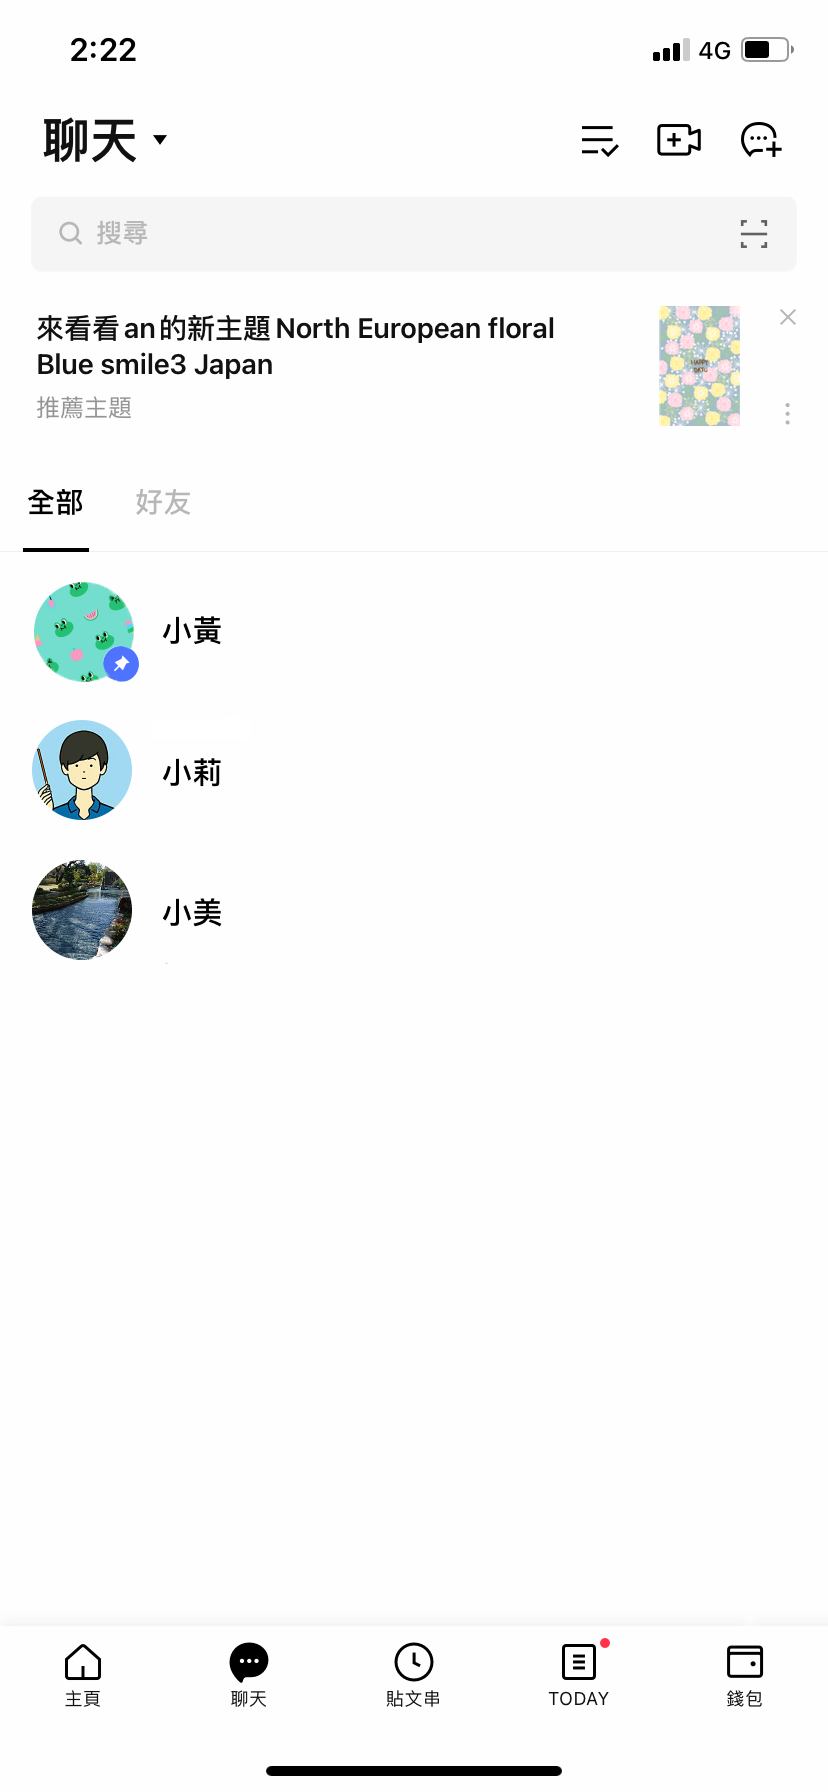 2:22
4G
聊天
搜尋
來看看an的新主題North European floral
Blue smile3 Japan
推薦主題
全部
好友
小黃
小莉
小美
主頁
聊天
貼文串
TODAY
錢包